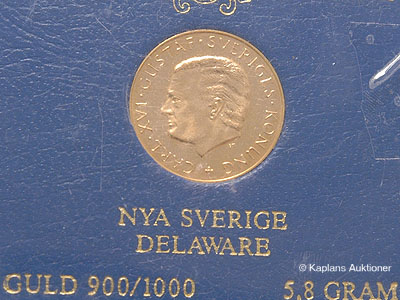 CARL XVI GUSTAF SVERIGES KONUNG
NYA SVERIGE
DELAWARE
© Kaplans Auktioner
GULD 900/1000 5,8 GRAM